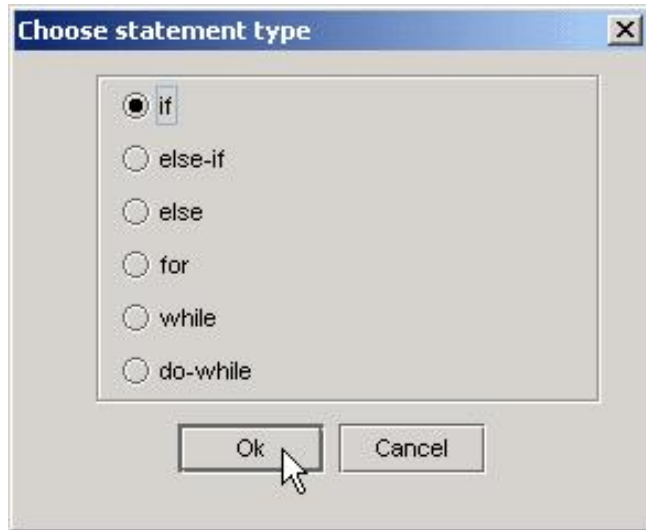 Choose statement type
if
else-if
else
for
while
do-while
Ok Cancel